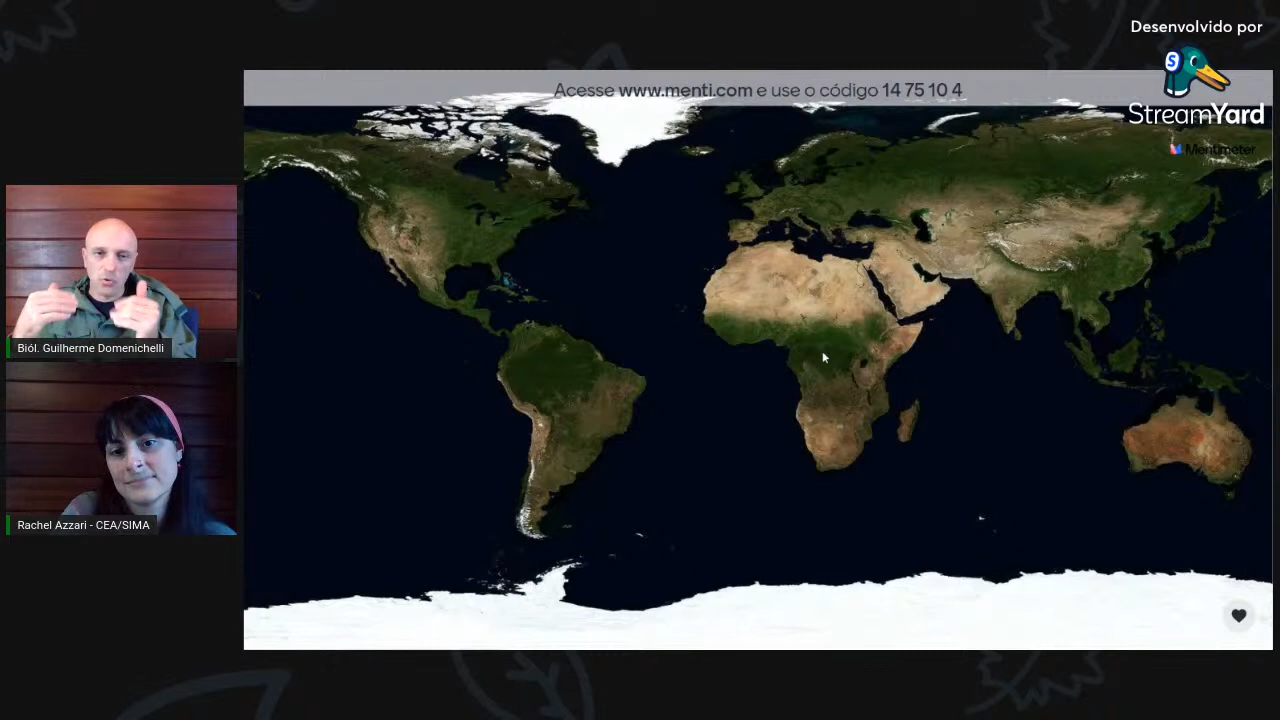 Desenvolvido por
S
StreamYard
Acesse www.menti.com e use o código 14 75 10 4
Mentimeter
Biól. Guilherme Domenichelli
Rachel Azzari - CEA/SIMA